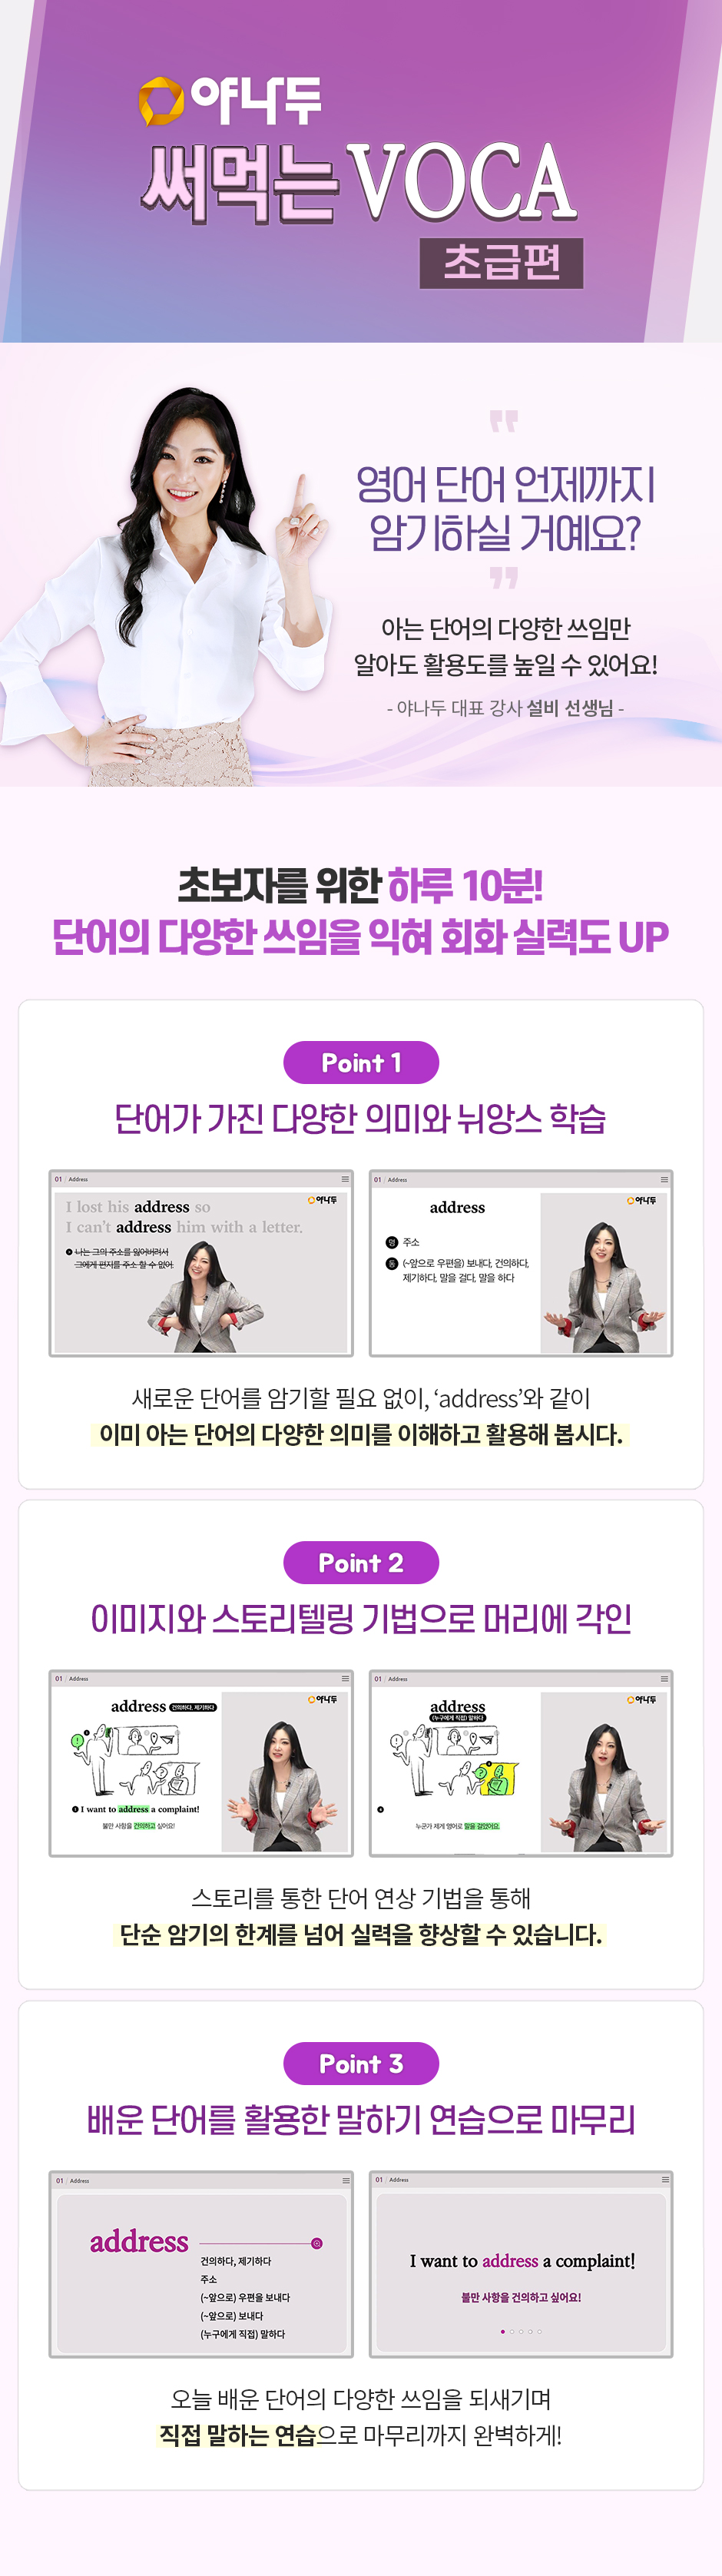 야나두
써먹는 VOCA
초급편
"
영어 단어 언제까지
암기하실 거예요?
"
아는 단어의 다양한 쓰임만
알아도 활용도를 높일 수 있어요!
- 야나두 대표 강사 설비 선생님 -
초보자를 위한 하루 10분!
단어의 다양한 쓰임을 익혀 회화 실력도 UP
Point 1
단어가 가진 다양한 의미와 뉘앙스 학습
01 / Address
야나두
I lost his address so
I can't address him with a letter.
나는 그의 주소를 잃어버려서
그에게 편지를 주소 할 수 없어.
01 / Address
야나두
address
명 주소
동 (~앞으로 우편을) 보내다, 건의하다,
제기하다, 말을 걸다, 말을 하다
새로운 단어를 암기할 필요 없이, ‘address’와 같이
이미 아는 단어의 다양한 의미를 이해하고 활용해 봅시다.
Point 2
이미지와 스토리텔링 기법으로 머리에 각인
01 / Address
야나두
address 건의하다, 제기하다
I want to address a complaint!
불만 사항을 건의하고 싶어요!
01 / Address
야나두
address
(누구에게 직접) 말하다
누군가 제게 영어로 말을 걸었어요.
스토리를 통한 단어 연상 기법을 통해
단순 암기의 한계를 넘어 실력을 향상할 수 있습니다.
Point 3
배운 단어를 활용한 말하기 연습으로 마무리
01 / Address
address
건의하다, 제기하다
주소
(~앞으로) 우편을 보내다
(~앞으로) 보내다
(누구에게 직접) 말하다
01 / Address
I want to address a complaint!
불만 사항을 건의하고 싶어요!
오늘 배운 단어의 다양한 쓰임을 되새기며
직접 말하는 연습으로 마무리까지 완벽하게!